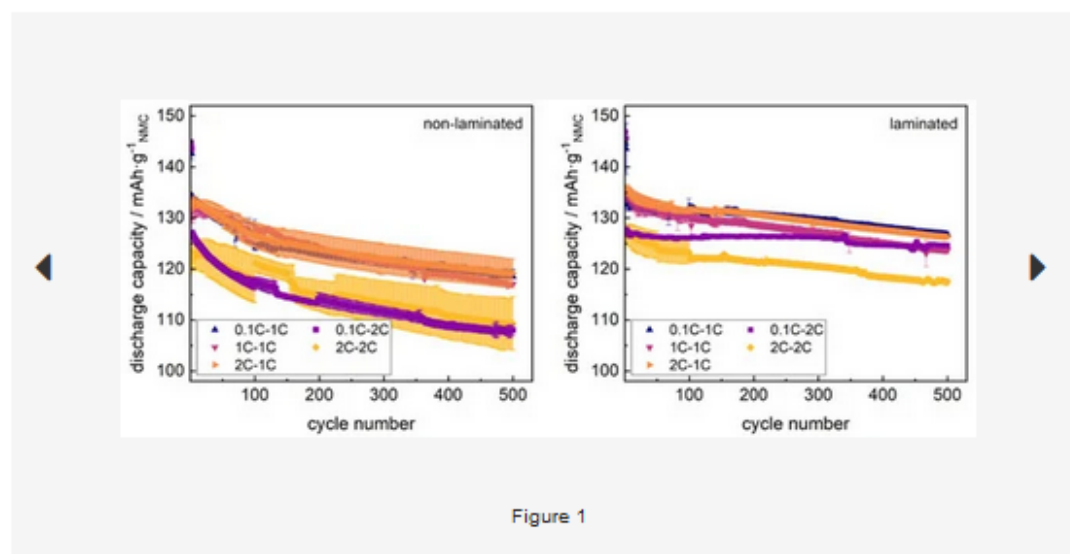 150
140
130
120
110
100
discharge capacity / mAh·g⁻¹NMC
non-laminated
0.1C-1C
0.1C-2C
1C-1C
2C-2C
2C-1C
100
200
300
400
500
cycle number
150
140
130
120
110
100
discharge capacity / mAh·g⁻¹NMC
laminated
0.1C-1C
0.1C-2C
1C-1C
2C-2C
2C-1C
100
200
300
400
500
cycle number
Figure 1